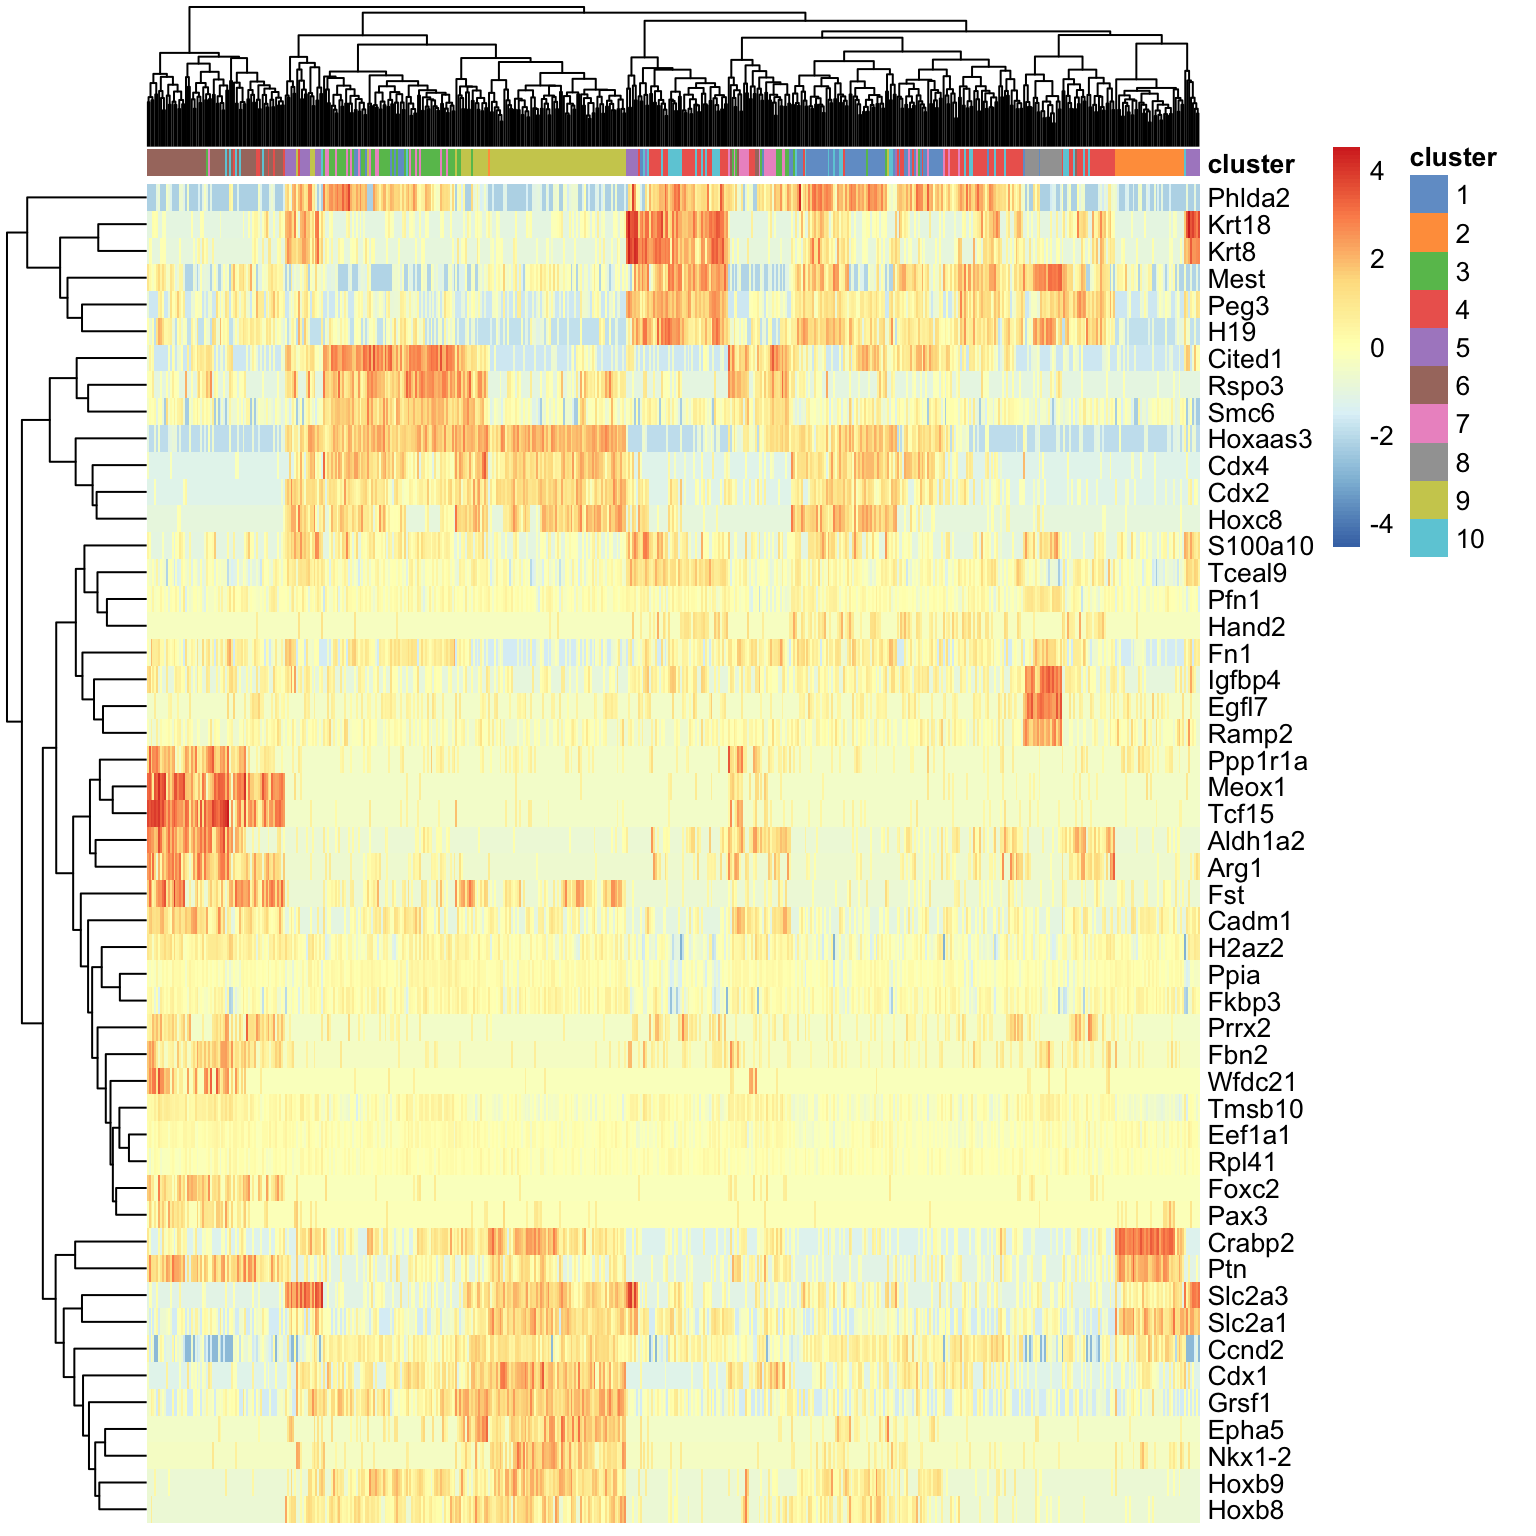 cluster
Phlda2
Krt18
Krt8
Mest
Peg3
H19
Cited1
Rspo3
Smc6
Hoxaas3
Cdx4
Cdx2
Hoxc8
S100a10
Tceal9
Pfn1
Hand2
Fn1
Igfbp4
Egfl7
Ramp2
Ppp1r1a
Meox1
Tcf15
Aldh1a2
Arg1
Fst
Cadm1
H2az2
Ppia
Fkbp3
Prrx2
Fbn2
Wfdc21
Tmsb10
Eef1a1
Rpl41
Foxc2
Pax3
Crabp2
Ptn
Slc2a3
Slc2a1
Ccnd2
Cdx1
Grsf1
Epha5
Nkx1-2
Hoxb9
Hoxb8
4
2
0
-2
-4
cluster
1
2
3
4
5
6
7
8
9
10